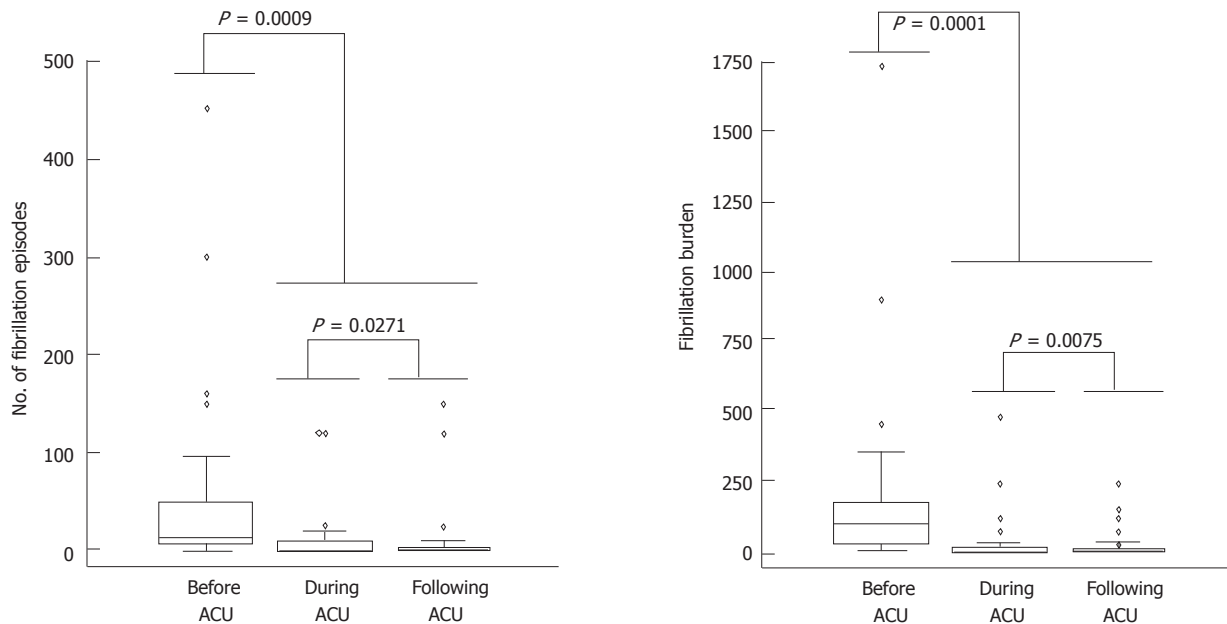 P = 0.0009
500
400
300
200
100
0
No. of fibrillation episodes
P = 0.0271
Before ACU
During ACU
Following ACU
P = 0.0001
1750
1500
1250
1000
750
500
250
0
Fibrillation burden
P = 0.0075
Before ACU
During ACU
Following ACU